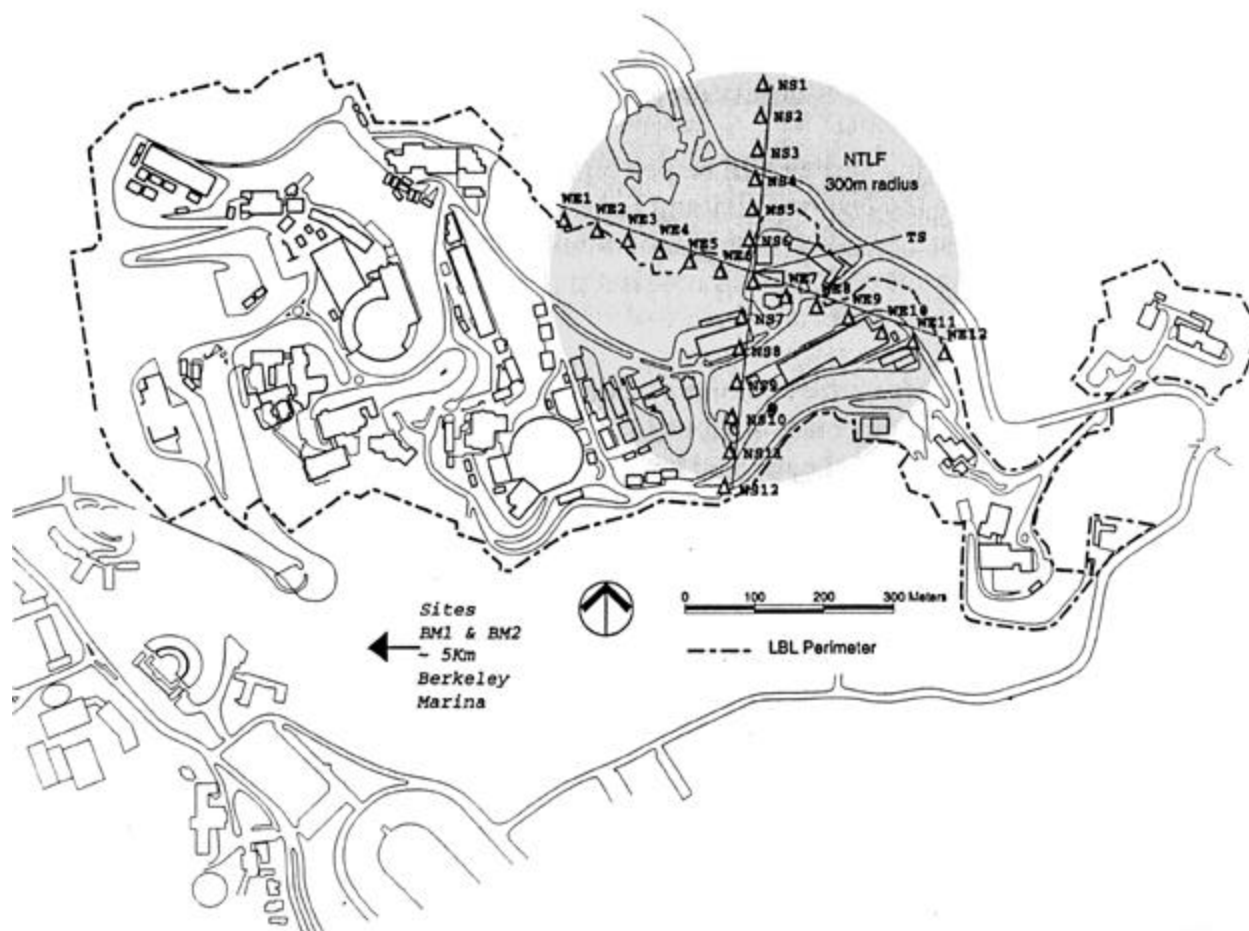 NS1
NS2
NS3
NTLF
NS4
300m radius
WE1
WE2
NS5
WE3
TS
WE4
NS6
WE5
WE6
WE7
WE8
WE9
NS7
WE10
WE11
WE12
NS8
NS9
NS10
NS11
NS12
0 100 200 300 Meters
LBL Perimeter
Sites
BM1 & BM2
~ 5Km
Berkeley
Marina